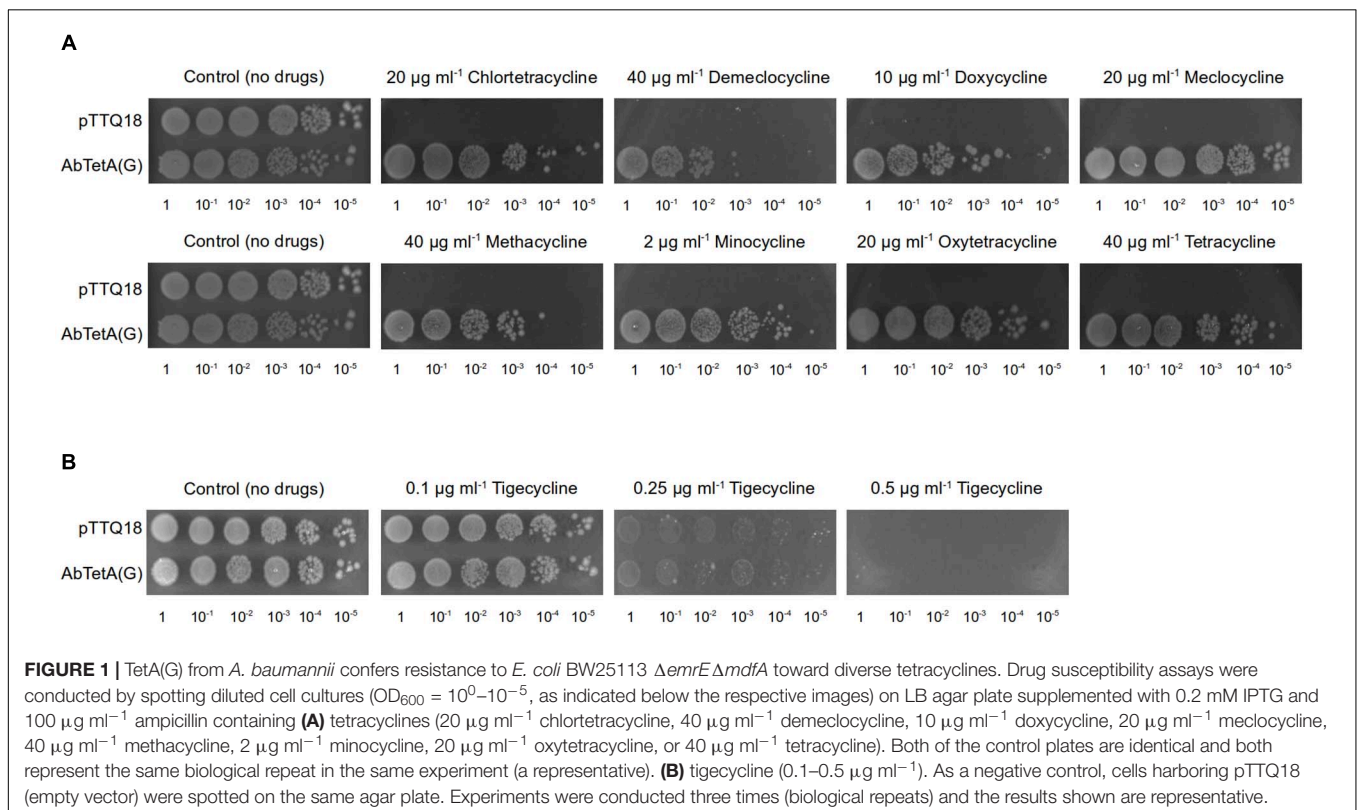 A
Control (no drugs) 20 µg ml⁻¹ Chlortetracycline 40 µg ml⁻¹ Demeclocycline 10 µg ml⁻¹ Doxycycline 20 µg ml⁻¹ Meclocycline
pTTQ18
AbTetA(G)
1 10⁻¹ 10⁻² 10⁻³ 10⁻⁴ 10⁻⁵ 1 10⁻¹ 10⁻² 10⁻³ 10⁻⁴ 10⁻⁵ 1 10⁻¹ 10⁻² 10⁻³ 10⁻⁴ 10⁻⁵ 1 10⁻¹ 10⁻² 10⁻³ 10⁻⁴ 10⁻⁵ 1 10⁻¹ 10⁻² 10⁻³ 10⁻⁴ 10⁻⁵
Control (no drugs) 40 µg ml⁻¹ Methacycline 2 µg ml⁻¹ Minocycline 20 µg ml⁻¹ Oxytetracycline 40 µg ml⁻¹ Tetracycline
pTTQ18
AbTetA(G)
1 10⁻¹ 10⁻² 10⁻³ 10⁻⁴ 10⁻⁵ 1 10⁻¹ 10⁻² 10⁻³ 10⁻⁴ 10⁻⁵ 1 10⁻¹ 10⁻² 10⁻³ 10⁻⁴ 10⁻⁵ 1 10⁻¹ 10⁻² 10⁻³ 10⁻⁴ 10⁻⁵ 1 10⁻¹ 10⁻² 10⁻³ 10⁻⁴ 10⁻⁵
B
Control (no drugs) 0.1 µg ml⁻¹ Tigecycline 0.25 µg ml⁻¹ Tigecycline 0.5 µg ml⁻¹ Tigecycline
pTTQ18
AbTetA(G)
1 10⁻¹ 10⁻² 10⁻³ 10⁻⁴ 10⁻⁵ 1 10⁻¹ 10⁻² 10⁻³ 10⁻⁴ 10⁻⁵ 1 10⁻¹ 10⁻² 10⁻³ 10⁻⁴ 10⁻⁵ 1 10⁻¹ 10⁻² 10⁻³ 10⁻⁴ 10⁻⁵
FIGURE 1 | TetA(G) from A. baumannii confers resistance to E. coli BW25113 ΔemrEΔmdfA toward diverse tetracyclines. Drug susceptibility assays were
conducted by spotting diluted cell cultures (OD₆₀₀ = 10⁰–10⁻⁵, as indicated below the respective images) on LB agar plate supplemented with 0.2 mM IPTG and
100 µg ml⁻¹ ampicillin containing (A) tetracyclines (20 µg ml⁻¹ chlortetracycline, 40 µg ml⁻¹ demeclocycline, 10 µg ml⁻¹ doxycycline, 20 µg ml⁻¹ meclocycline,
40 µg ml⁻¹ methacycline, 2 µg ml⁻¹ minocycline, 20 µg ml⁻¹ oxytetracycline, or 40 µg ml⁻¹ tetracycline). Both of the control plates are identical and both
represent the same biological repeat in the same experiment (a representative). (B) tigecycline (0.1–0.5 µg ml⁻¹). As a negative control, cells harboring pTTQ18
(empty vector) were spotted on the same agar plate. Experiments were conducted three times (biological repeats) and the results shown are representative.